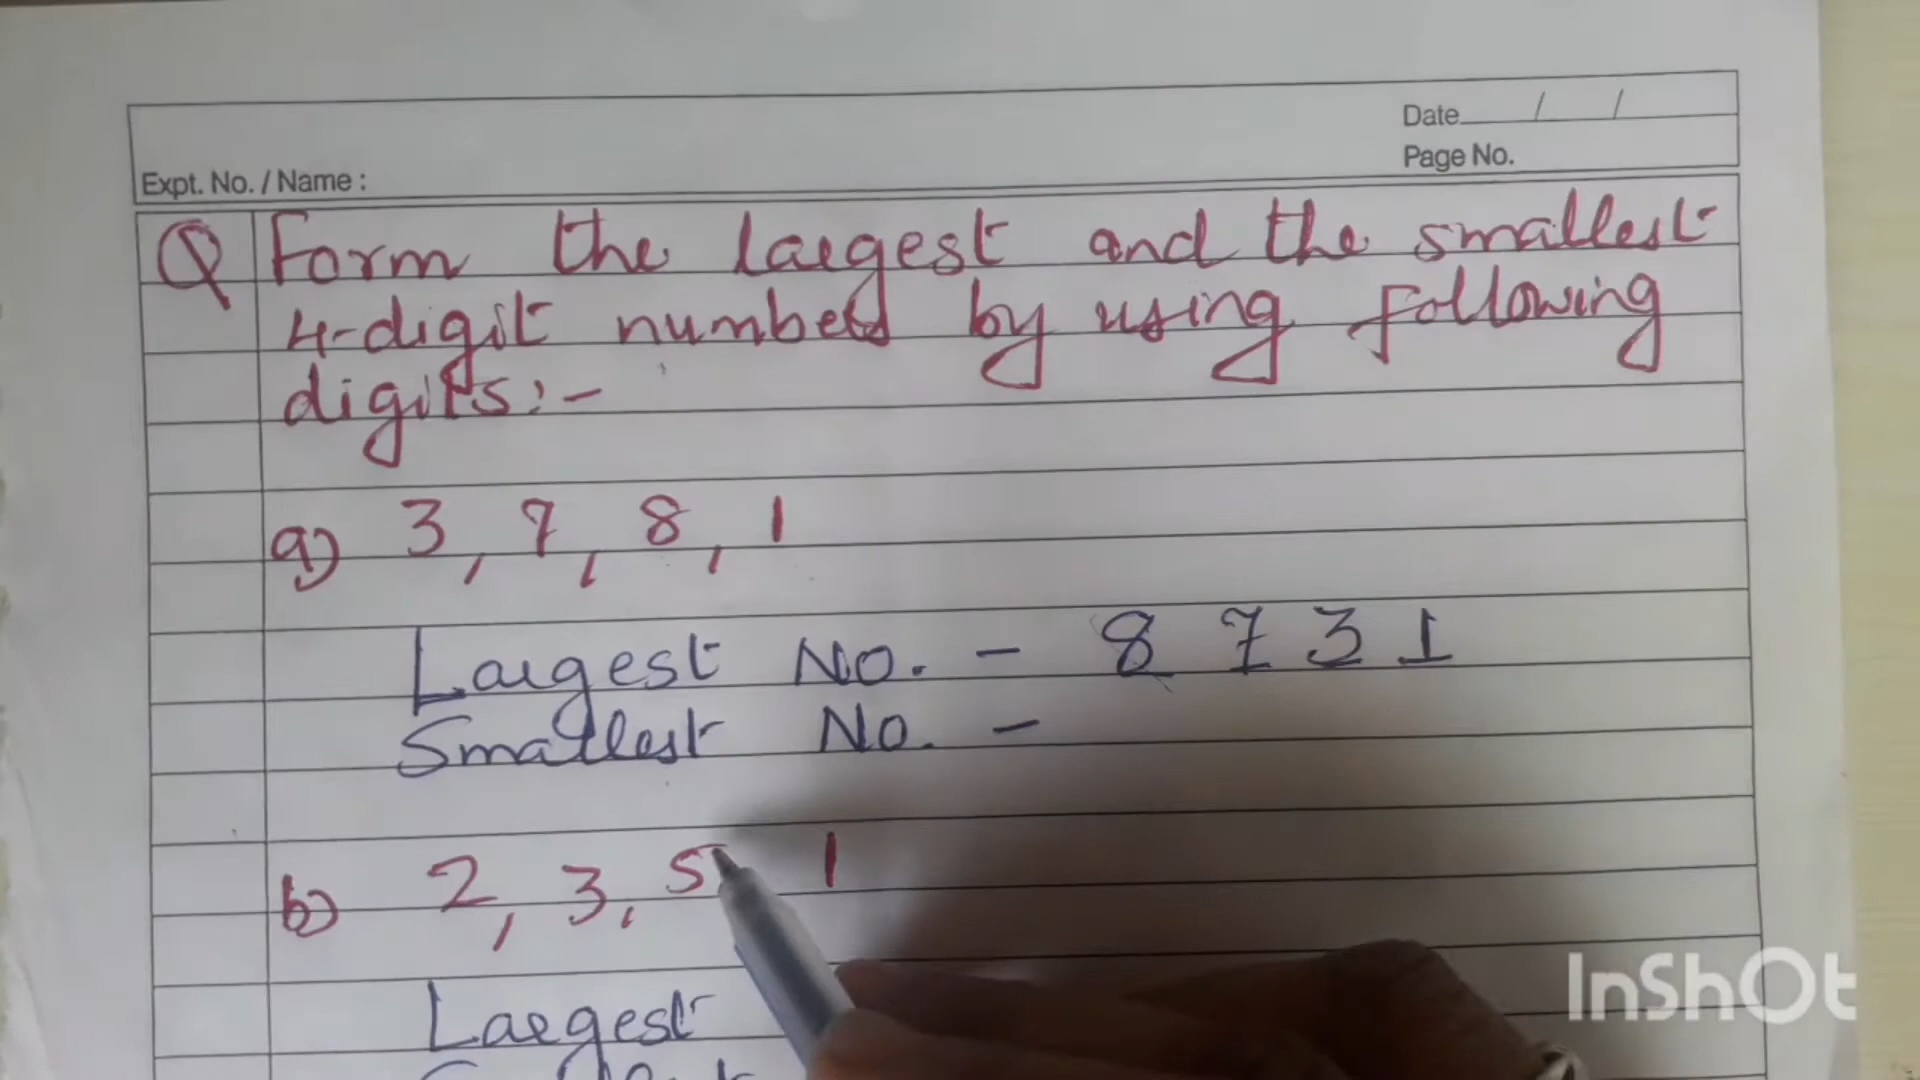 Date / /
Page No.
Expt. No. / Name :
Q Form the largest and the smallest
4-digit numbers by using following
digits:-
a) 3, 7, 8, 1
Largest No. - 8 7 3 1
Smallest No. -
b) 2, 3, 5 1
Largest
InShOt